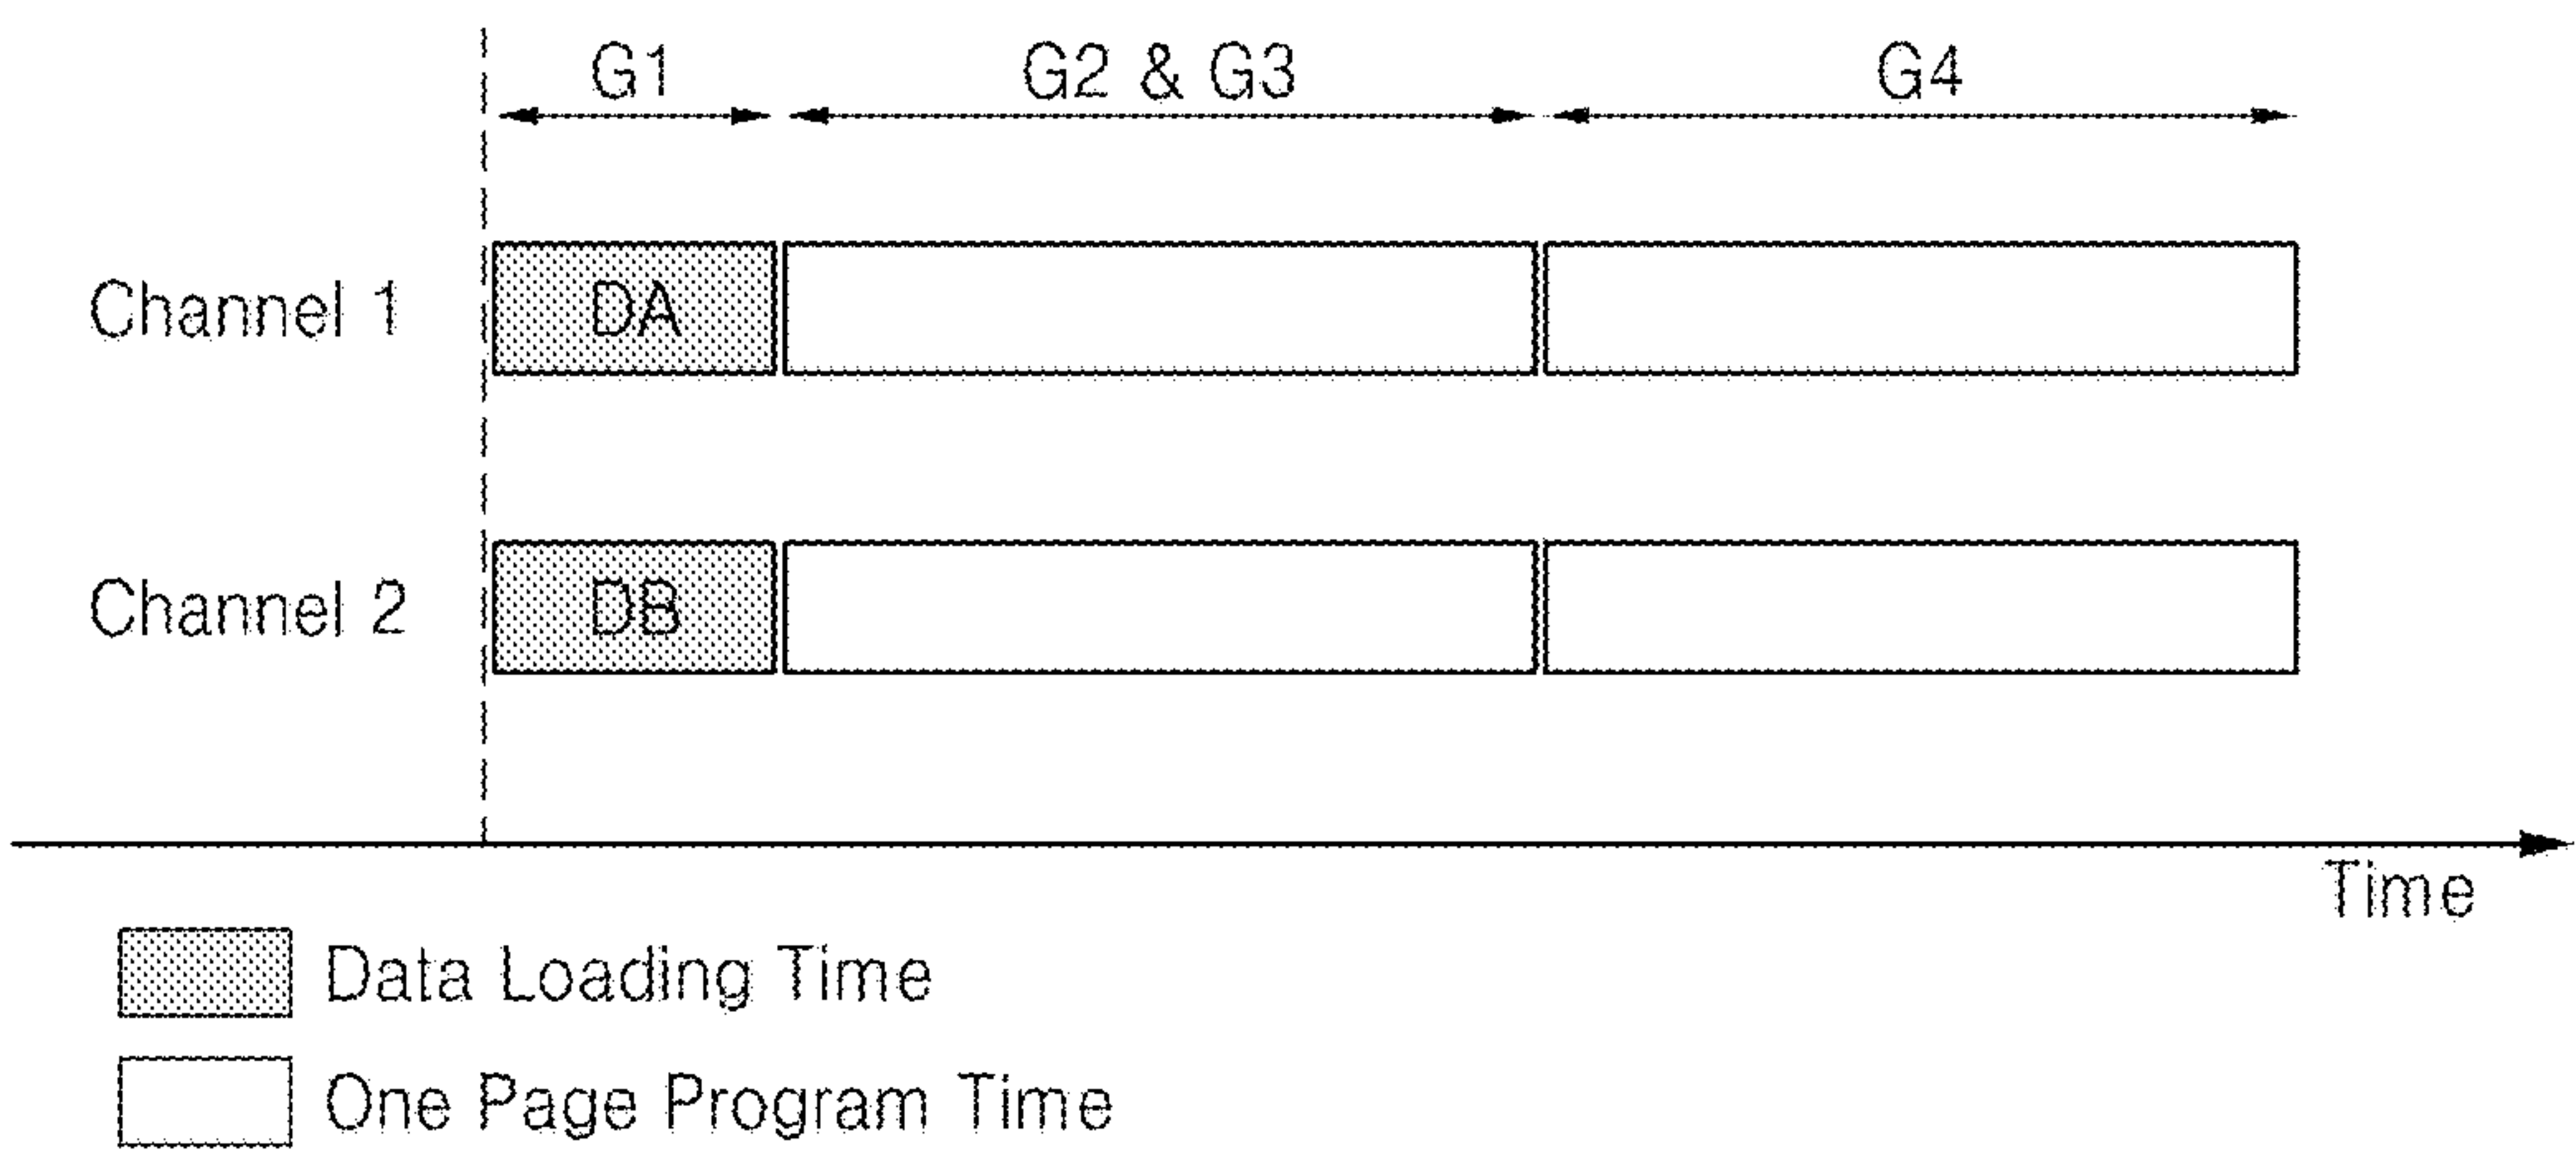 G1 G2 & G3 G4
Channel 1 DA
Channel 2 DB
Time
Data Loading Time
One Page Program Time